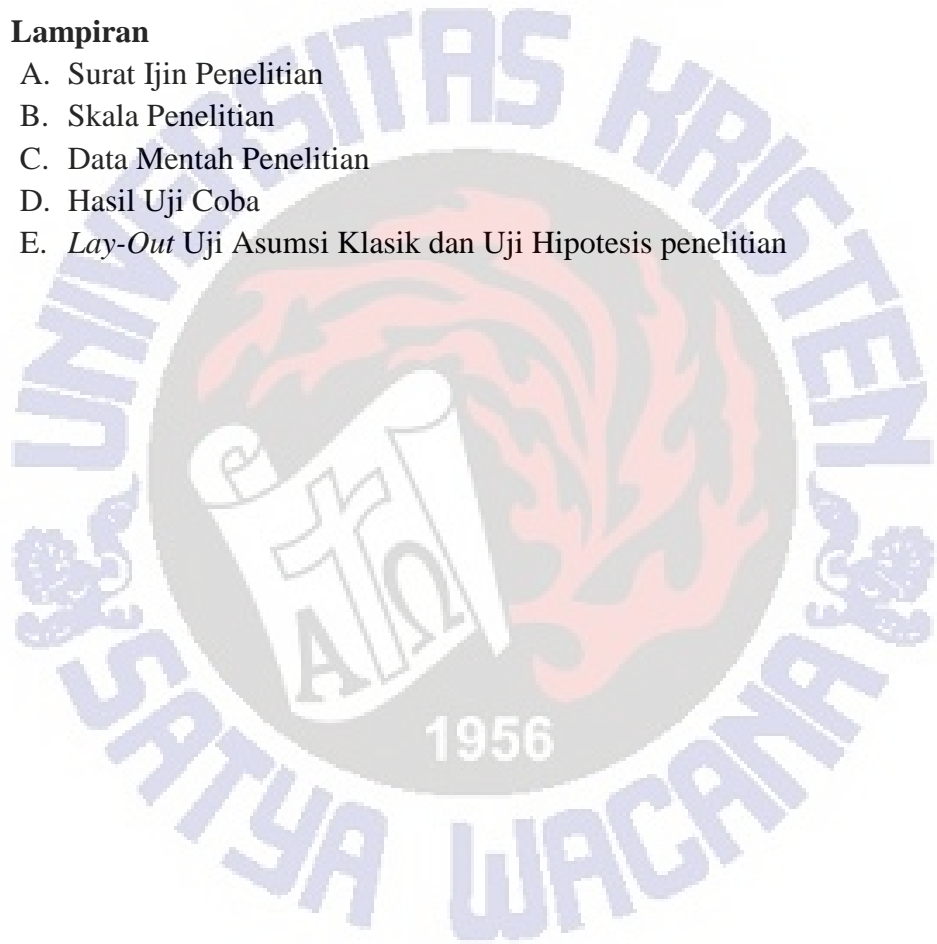 Lampiran
A. Surat Ijin Penelitian
B. Skala Penelitian
C. Data Mentah Penelitian
D. Hasil Uji Coba
E. Lay-Out Uji Asumsi Klasik dan Uji Hipotesis penelitian
UNIVERSITAS KRISTEN
Α Ω
1956
SATYA WACANA